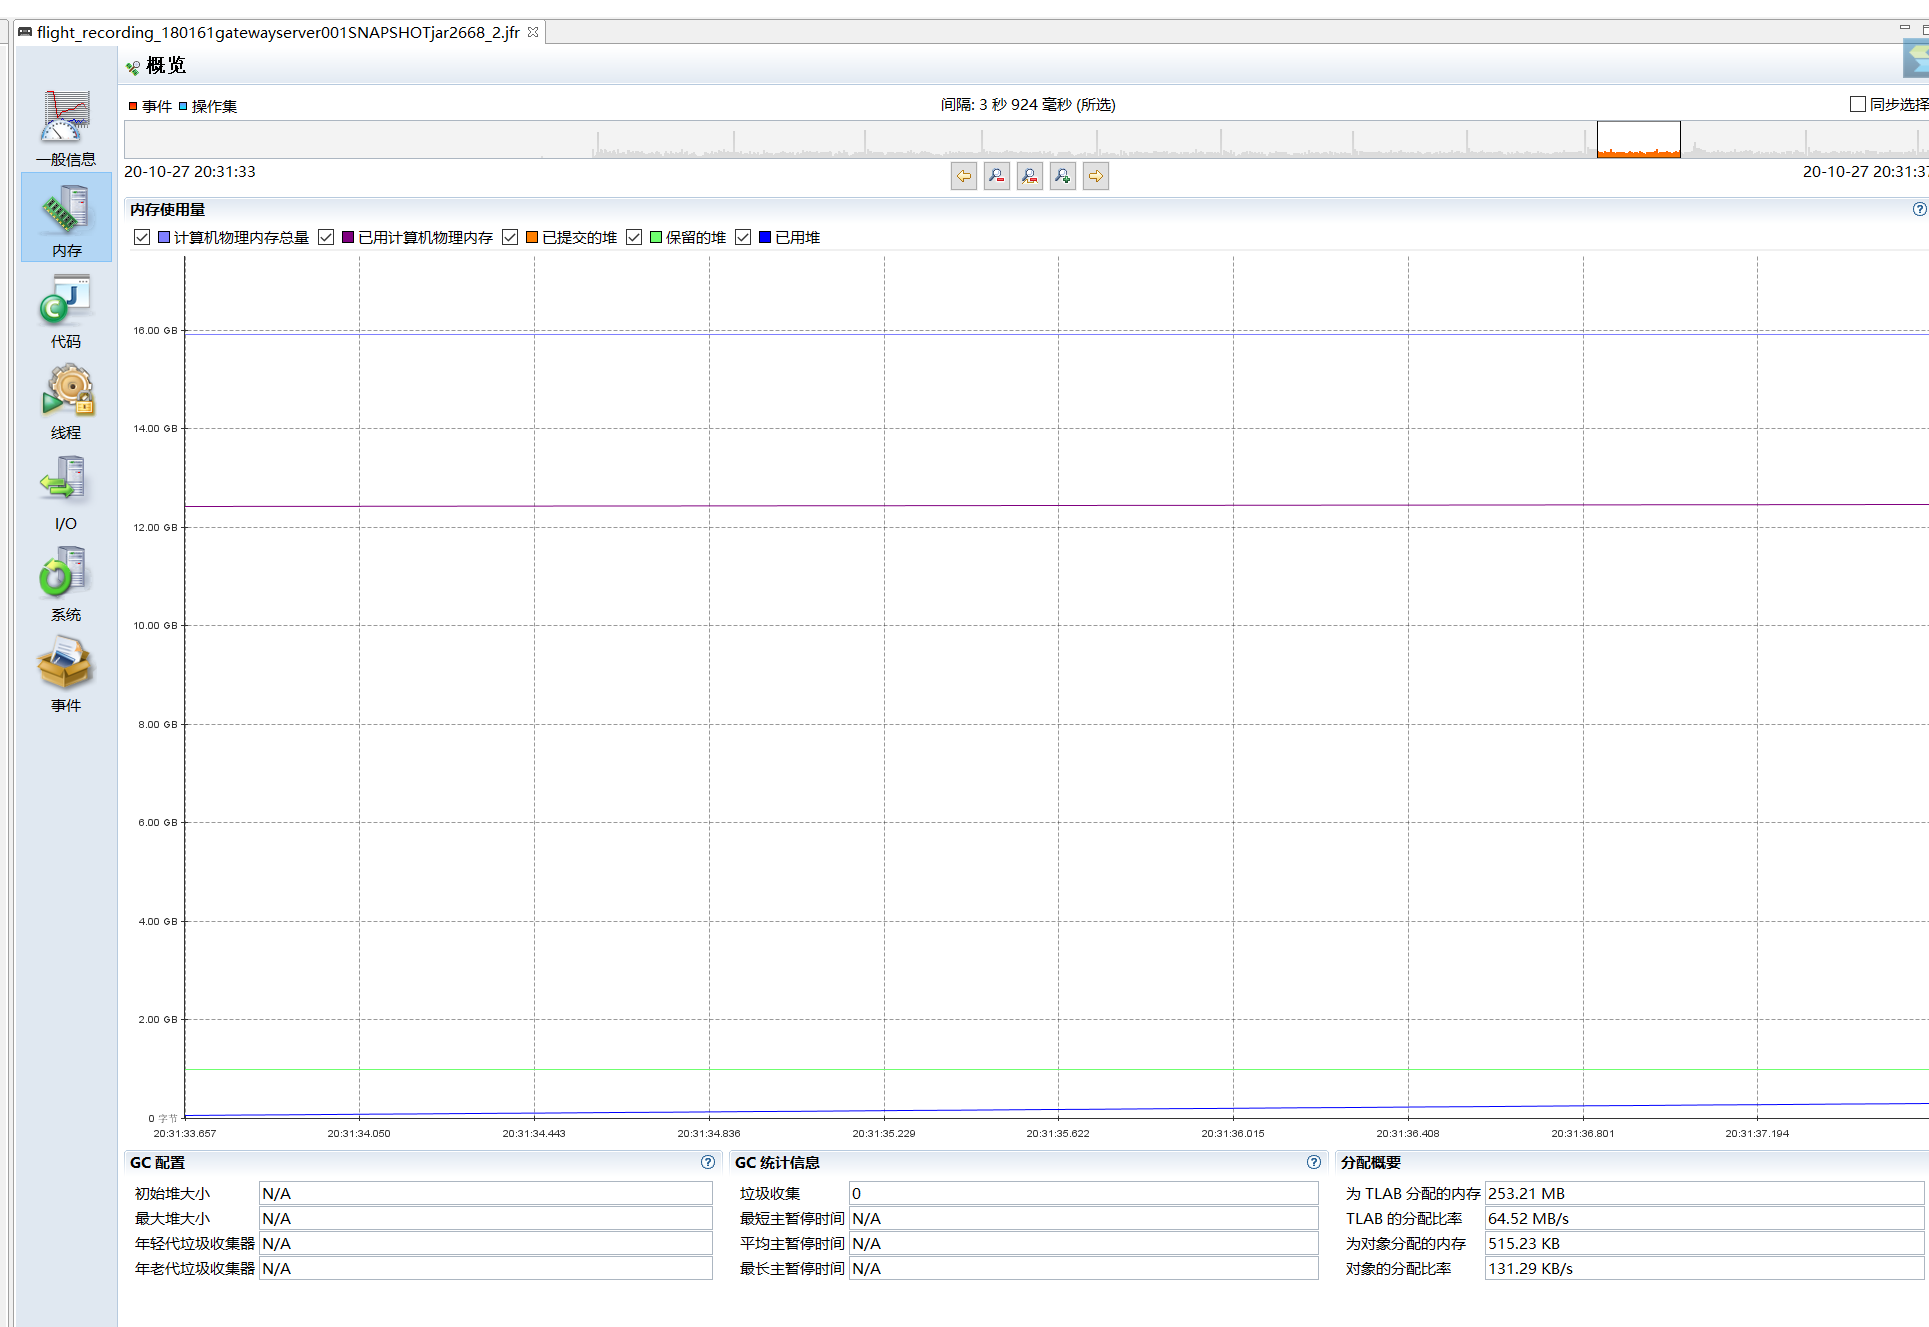 flight_recording_180161gatewayserver001SNAPSHOTjar2668_2.jfr
概览
事件 操作集
间隔: 3 秒 924 毫秒 (所选)
同步选择
20-10-27 20:31:33
20-10-27 20:31:37
一般信息
内存
代码
线程
I/O
系统
事件
内存使用量
计算机物理内存总量 已用计算机物理内存 已提交的堆 保留的堆 已用堆
16.00 GB
14.00 GB
12.00 GB
10.00 GB
8.00 GB
6.00 GB
4.00 GB
2.00 GB
0 字节
20:31:33.657 20:31:34.050 20:31:34.443 20:31:34.836 20:31:35.229 20:31:35.622 20:31:36.015 20:31:36.408 20:31:36.801 20:31:37.194
GC 配置
初始堆大小 N/A
最大堆大小 N/A
年轻代垃圾收集器 N/A
年老代垃圾收集器 N/A
GC 统计信息
垃圾收集 0
最短主暂停时间 N/A
平均主暂停时间 N/A
最长主暂停时间 N/A
分配概要
为 TLAB 分配的内存 253.21 MB
TLAB 的分配比率 64.52 MB/s
为对象分配的内存 515.23 KB
对象的分配比率 131.29 KB/s